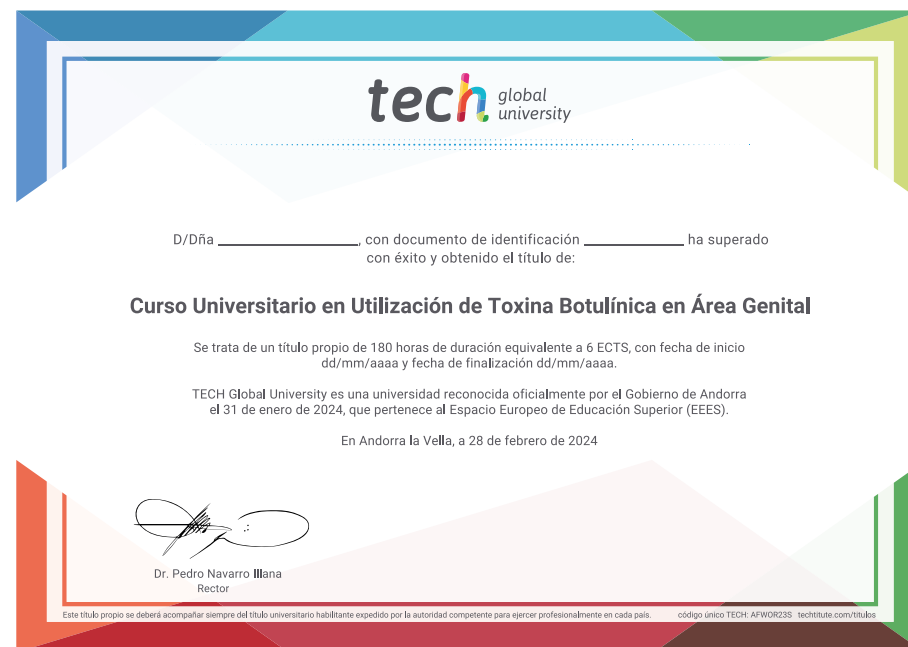 tech global university
D/Dña ____________, con documento de identificación ____________ ha superado
con éxito y obtenido el título de:
Curso Universitario en Utilización de Toxina Botulínica en Área Genital
Se trata de un título propio de 180 horas de duración equivalente a 6 ECTS, con fecha de inicio
dd/mm/aaaa y fecha de finalización dd/mm/aaaa.
TECH Global University es una universidad reconocida oficialmente por el Gobierno de Andorra
el 31 de enero de 2024, que pertenece al Espacio Europeo de Educación Superior (EEES).
En Andorra la Vella, a 28 de febrero de 2024
Dr. Pedro Navarro Illana
Rector
Este título propio se deberá acompañar siempre del título universitario habilitante expedido por la autoridad competente para ejercer profesionalmente en cada país. código único TECH: AFWOR23S techtitute.com/titulos